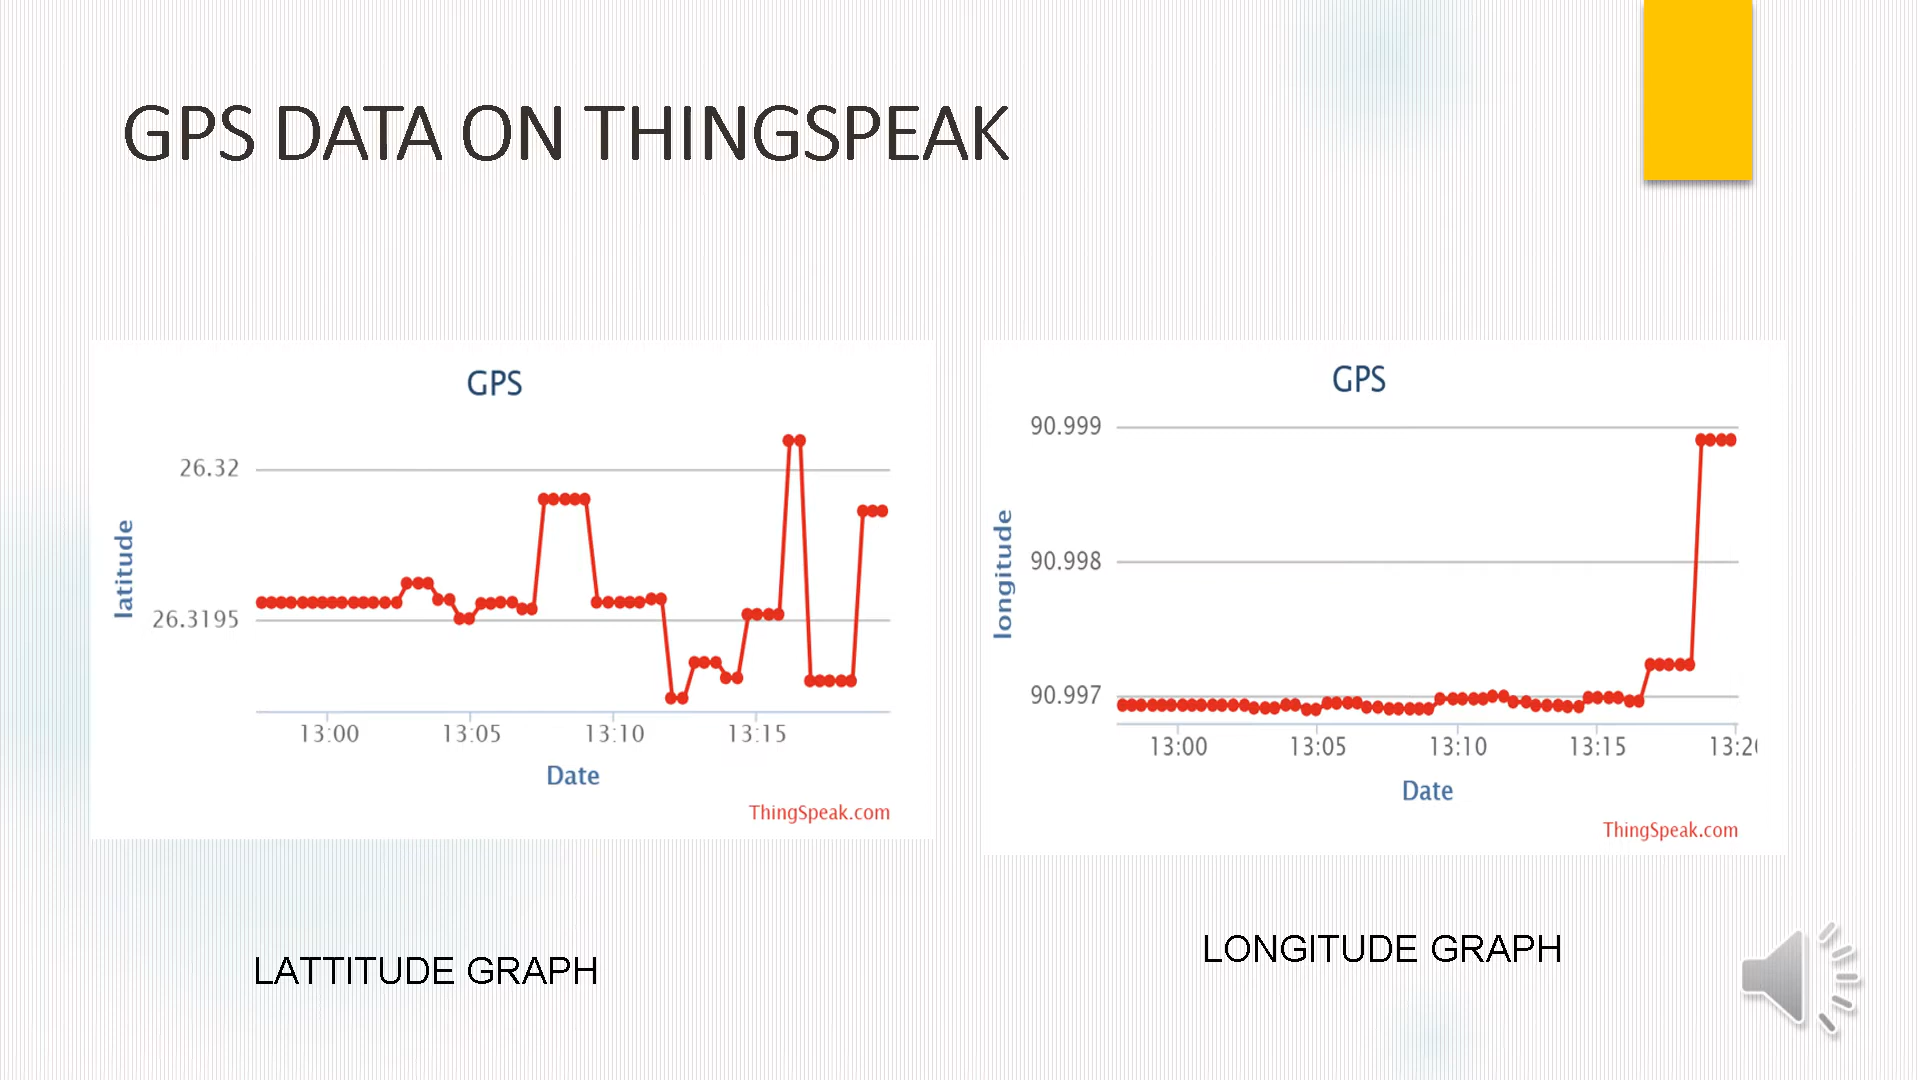 GPS DATA ON THINGSPEAK
GPS
26.32
26.3195
latitude
13:00 13:05 13:10 13:15
Date
ThingSpeak.com
LATTITUDE GRAPH
GPS
90.999
90.998
90.997
longitude
13:00 13:05 13:10 13:15 13:20
Date
ThingSpeak.com
LONGITUDE GRAPH